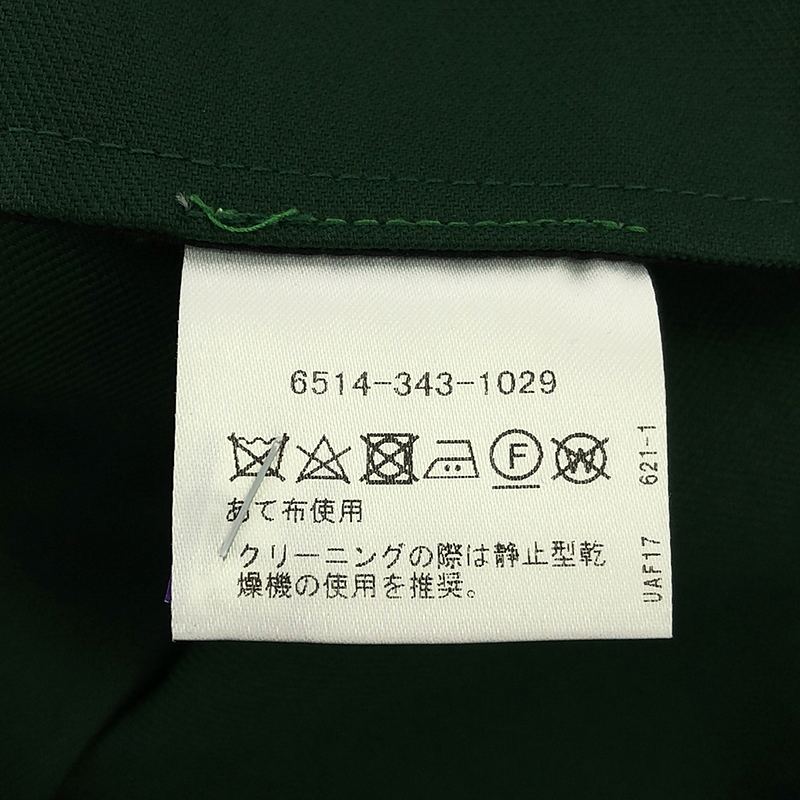 6514-343-1029
F W
あて布使用
クリーニングの際は静止型乾
燥機の使用を推奨。
UAF17 621-1